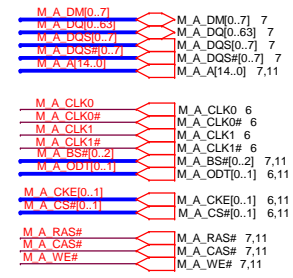 M_A_DM[0..7] M_A_DM[0..7] 7
M_A_DQ[0..63] M_A_DQ[0..63] 7
M_A_DQS[0..7] M_A_DQS[0..7] 7
M_A_DQS#[0..7] M_A_DQS#[0..7] 7
M_A_A[14..0] M_A_A[14..0] 7,11
M_A_CLK0 M_A_CLK0 6
M_A_CLK0# M_A_CLK0# 6
M_A_CLK1 M_A_CLK1 6
M_A_CLK1# M_A_CLK1# 6
M_A_BS#[0..2] M_A_BS#[0..2] 7,11
M_A_ODT[0..1] M_A_ODT[0..1] 6,11
M_A_CKE[0..1] M_A_CKE[0..1] 6,11
M_A_CS#[0..1] M_A_CS#[0..1] 6,11
M_A_RAS# M_A_RAS# 7,11
M_A_CAS# M_A_CAS# 7,11
M_A_WE# M_A_WE# 7,11